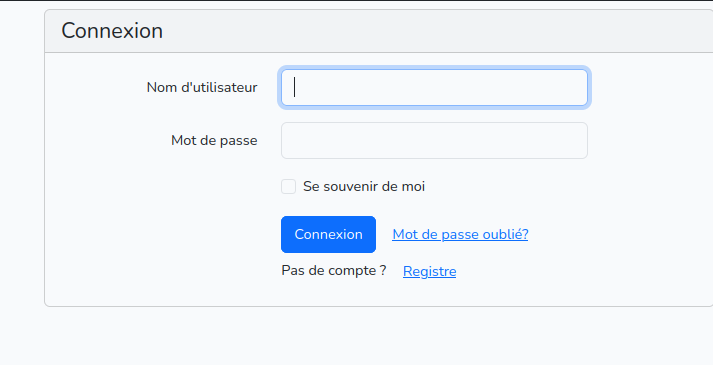 Connexion
Nom d'utilisateur
Mot de passe
Se souvenir de moi
Connexion Mot de passe oublié?
Pas de compte ? Registre